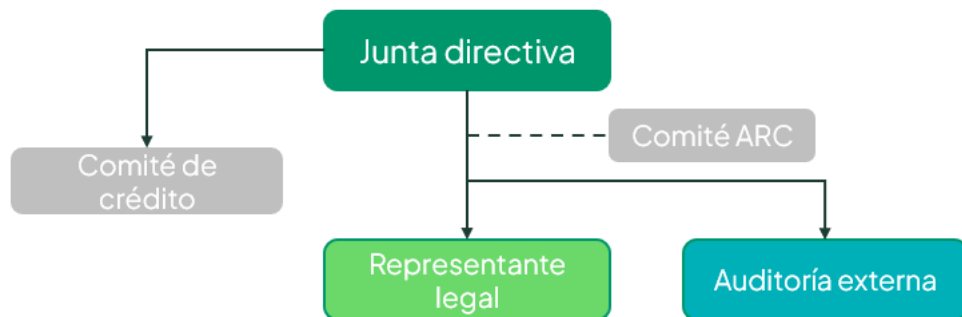 Junta directiva
Comité ARC
Comité de
crédito
Representante
legal
Auditoría externa